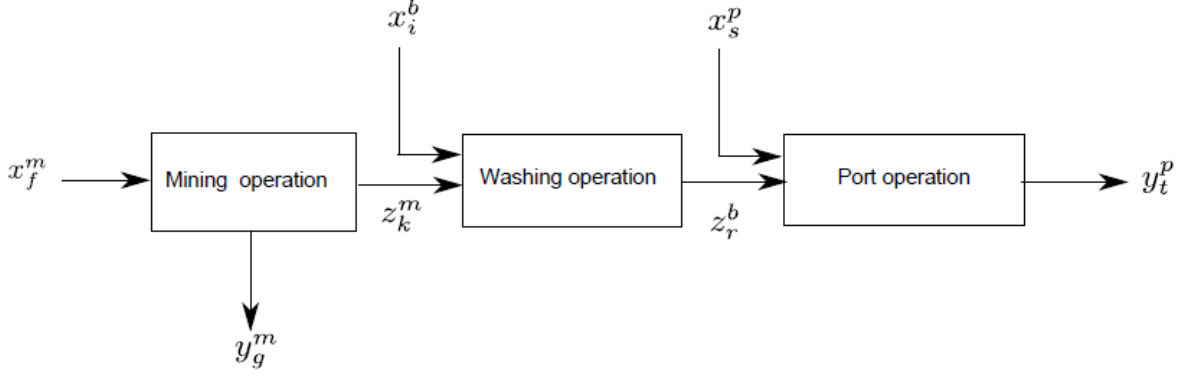 x_i^b
x_s^p
x_f^m
Mining operation
Washing operation
Port operation
y_t^p
z_k^m
z_r^b
y_g^m